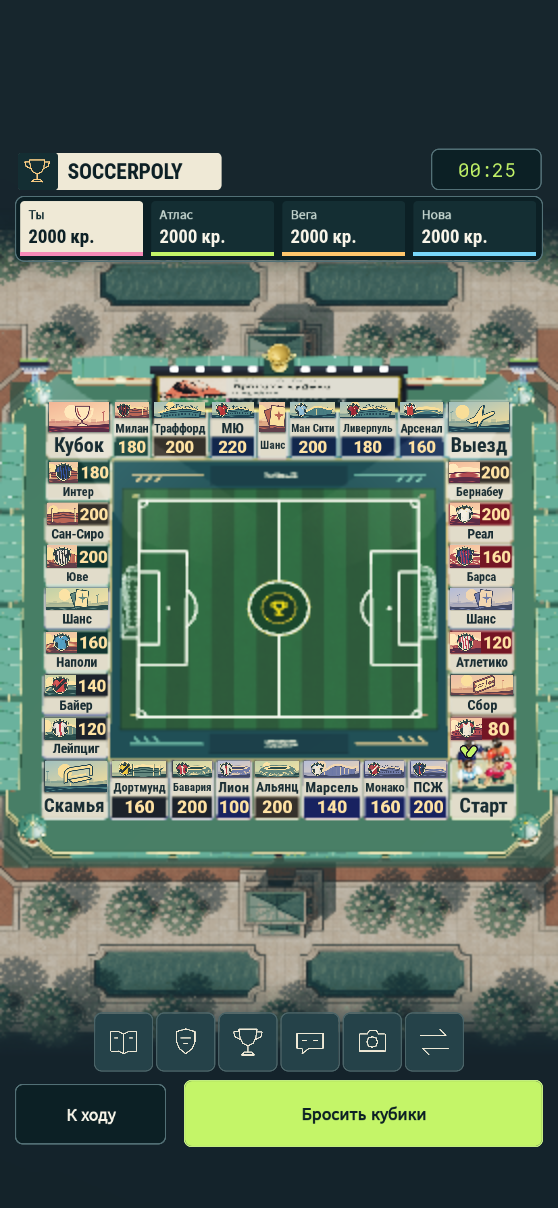 SOCCERPOLY
00:25
Ты
2000 кр.
Атлас
2000 кр.
Вега
2000 кр.
Нова
2000 кр.
Кубок
Милан
180
Траффорд
200
МЮ
220
Шанс
Ман Сити
200
Ливерпуль
180
Арсенал
160
Выезд
180
Интер
200
Сан-Сиро
200
Юве
Шанс
160
Наполи
140
Байер
120
Лейпциг
200
Бернабеу
200
Реал
160
Барса
Шанс
120
Атлетико
Сбор
80
Скамья
Дортмунд
160
Бавария
200
Лион
100
Альянц
200
Марсель
140
Монако
160
ПСЖ
200
Старт
К ходу
Бросить кубики